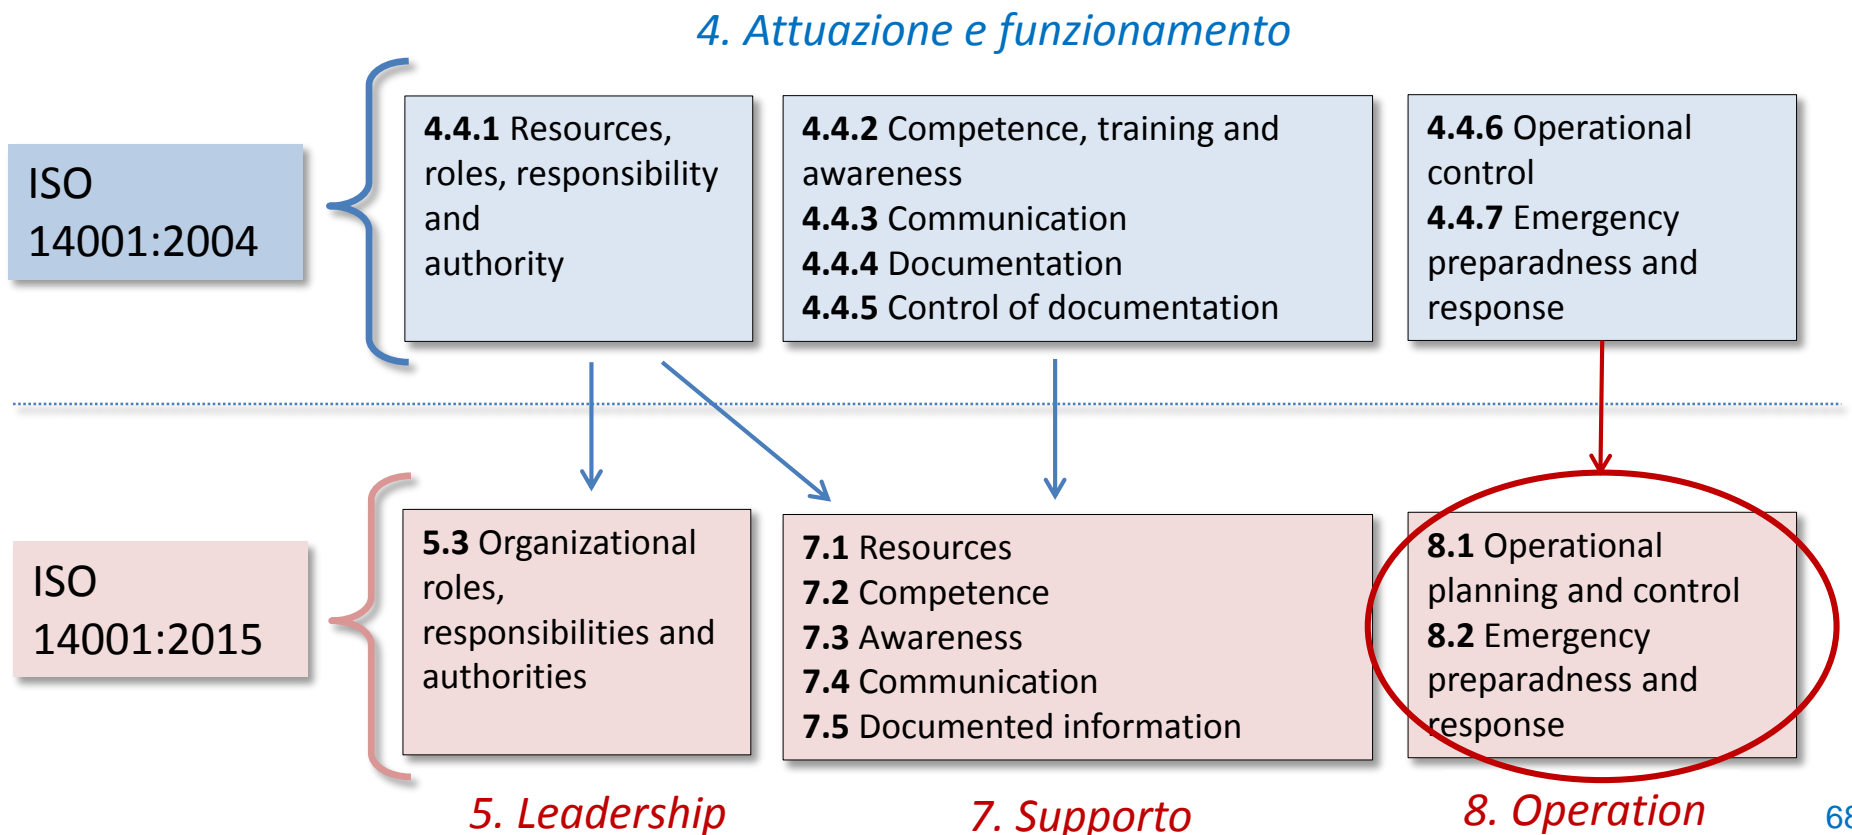 4. Attuazione e funzionamento
ISO
14001:2004
4.4.1 Resources,
roles, responsibility
and
authority
4.4.2 Competence, training and
awareness
4.4.3 Communication
4.4.4 Documentation
4.4.5 Control of documentation
4.4.6 Operational
control
4.4.7 Emergency
preparadness and
response
ISO
14001:2015
5.3 Organizational
roles,
responsibilities and
authorities
7.1 Resources
7.2 Competence
7.3 Awareness
7.4 Communication
7.5 Documented information
8.1 Operational
planning and control
8.2 Emergency
preparadness and
response
5. Leadership
7. Supporto
8. Operation
68